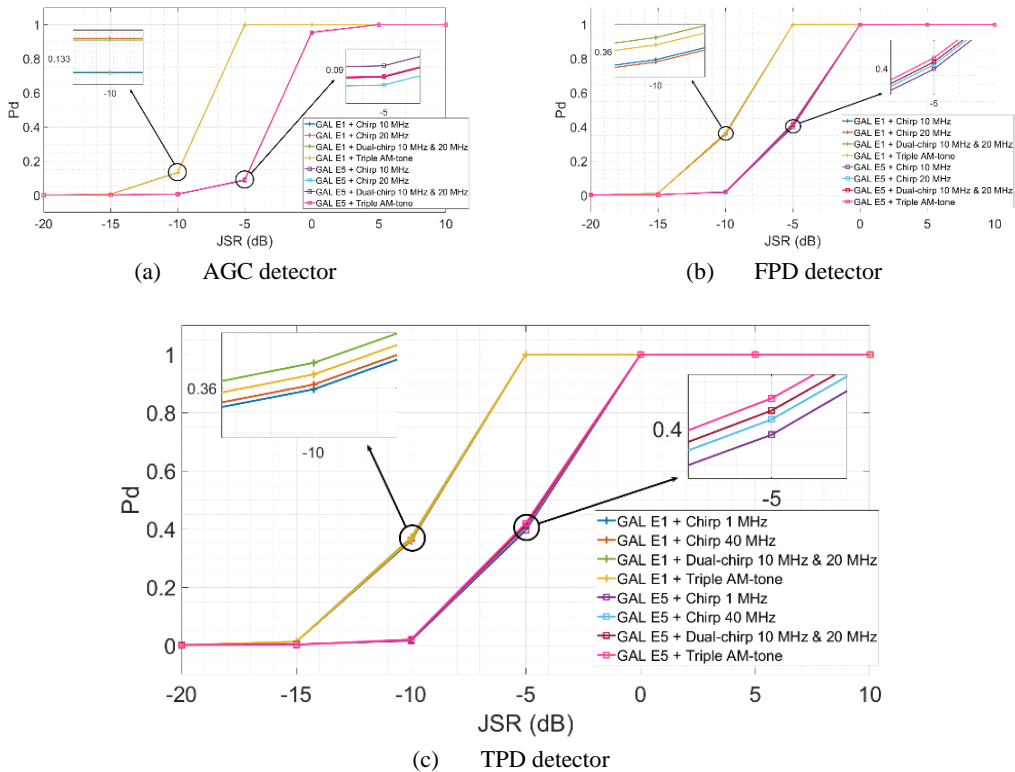 1
0.8
0.6
0.4
0.2
0
Pd
0.133
-10
0.09
-5
GAL E1 + Chirp 10 MHz
GAL E1 + Chirp 20 MHz
GAL E1 + Dual-chirp 10 MHz & 20 MHz
GAL E1 + Triple AM-tone
GAL E5 + Chirp 10 MHz
GAL E5 + Chirp 20 MHz
GAL E5 + Dual-chirp 10 MHz & 20 MHz
GAL E5 + Triple AM-tone
-20 -15 -10 -5 0 5 10
JSR (dB)
(a) AGC detector
1
0.8
0.6
0.4
0.2
0
Pd
0.36
-10
0.4
-5
GAL E1 + Chirp 10 MHz
GAL E1 + Chirp 20 MHz
GAL E1 + Dual-chirp 10 MHz & 20 MHz
GAL E1 + Triple AM-tone
GAL E5 + Chirp 10 MHz
GAL E5 + Chirp 20 MHz
GAL E5 + Dual-chirp 10 MHz & 20 MHz
GAL E5 + Triple AM-tone
-20 -15 -10 -5 0 5 10
JSR (dB)
(b) FPD detector
1
0.8
0.6
0.4
0.2
0
Pd
0.36
-10
0.4
-5
GAL E1 + Chirp 1 MHz
GAL E1 + Chirp 40 MHz
GAL E1 + Dual-chirp 10 MHz & 20 MHz
GAL E1 + Triple AM-tone
GAL E5 + Chirp 1 MHz
GAL E5 + Chirp 40 MHz
GAL E5 + Dual-chirp 10 MHz & 20 MHz
GAL E5 + Triple AM-tone
-20 -15 -10 -5 0 5 10
JSR (dB)
(c) TPD detector